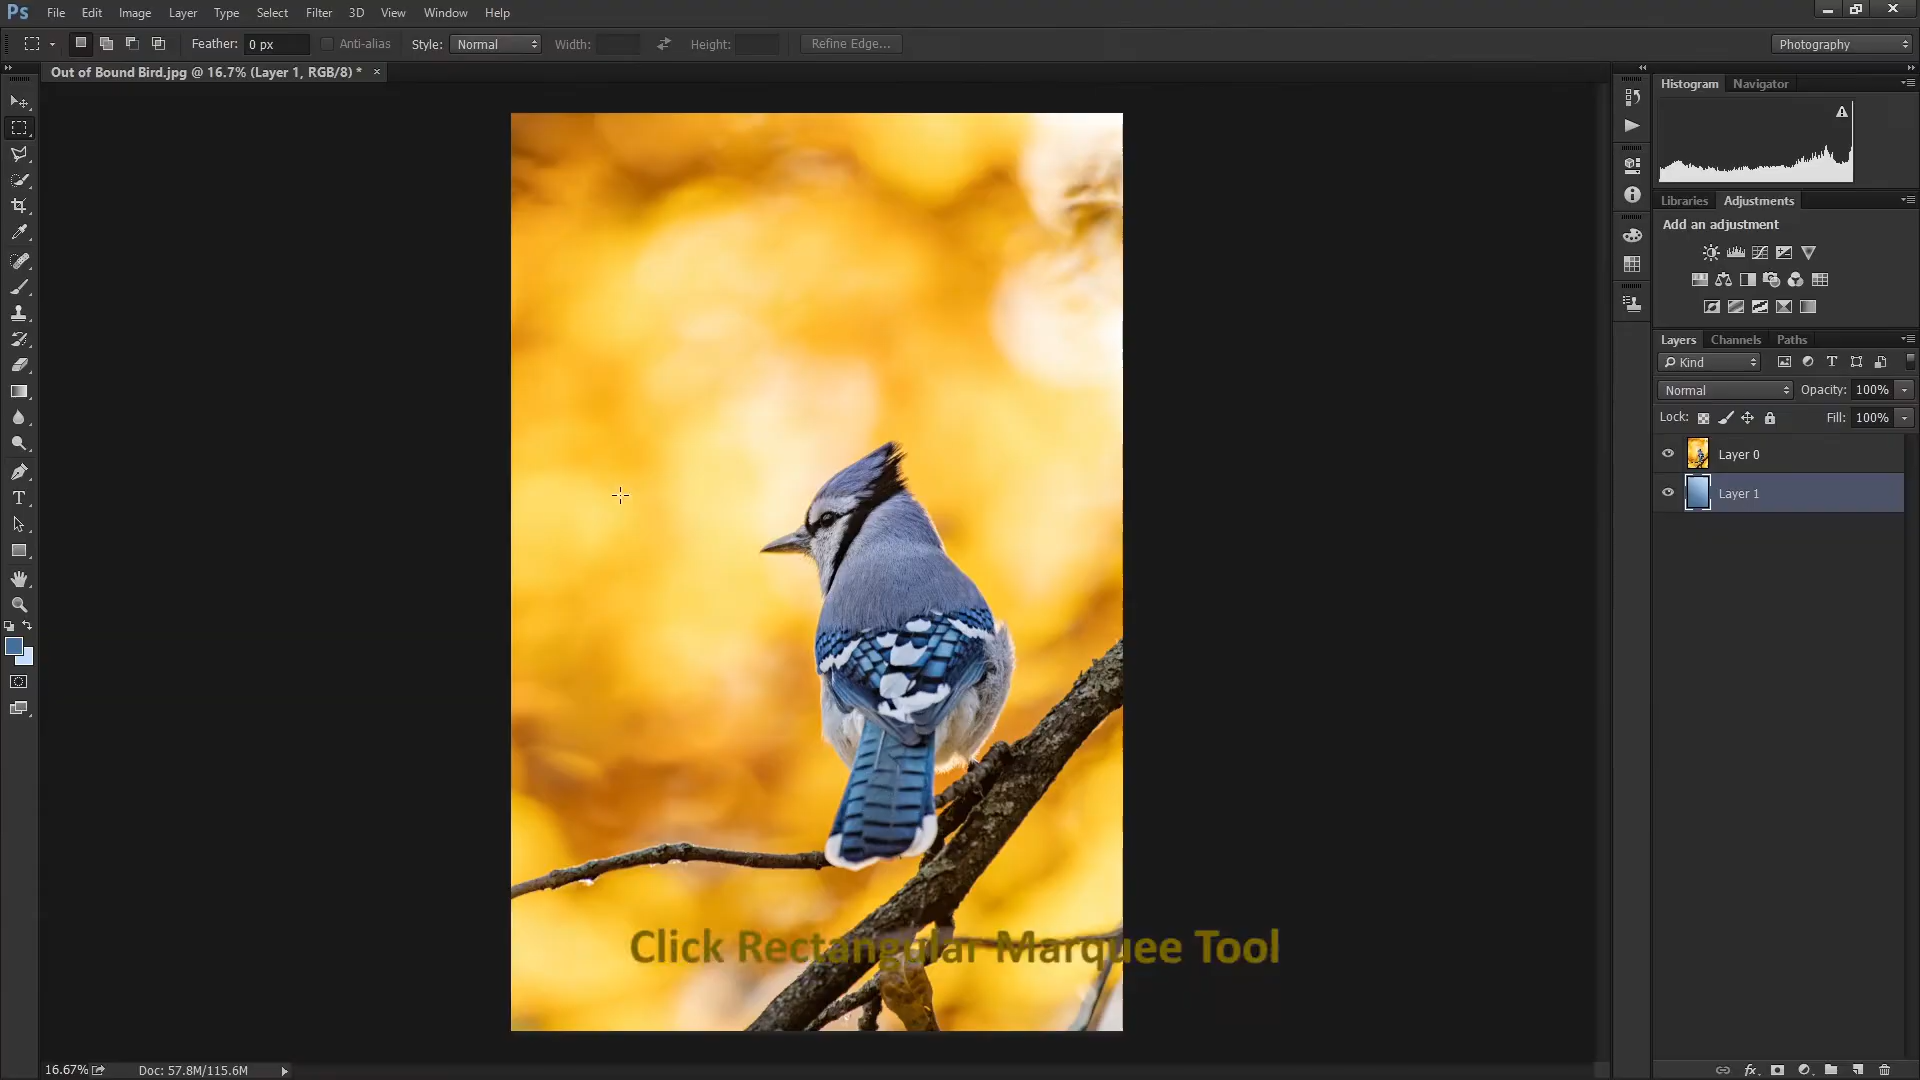 Ps File Edit Image Layer Type Select Filter 3D View Window Help
Feather: 0 px Anti-alias Style: Normal Width: Height: Refine Edge... Photography
Out of Bound Bird.jpg @ 16.7% (Layer 1, RGB/8) * ×
Histogram Navigator
Libraries Adjustments
Add an adjustment
Layers Channels Paths
Kind
Normal Opacity: 100%
Lock: Fill: 100%
Layer 0
Layer 1
Click Rectangular Marquee Tool
16.67% Doc: 57.8M/115.6M